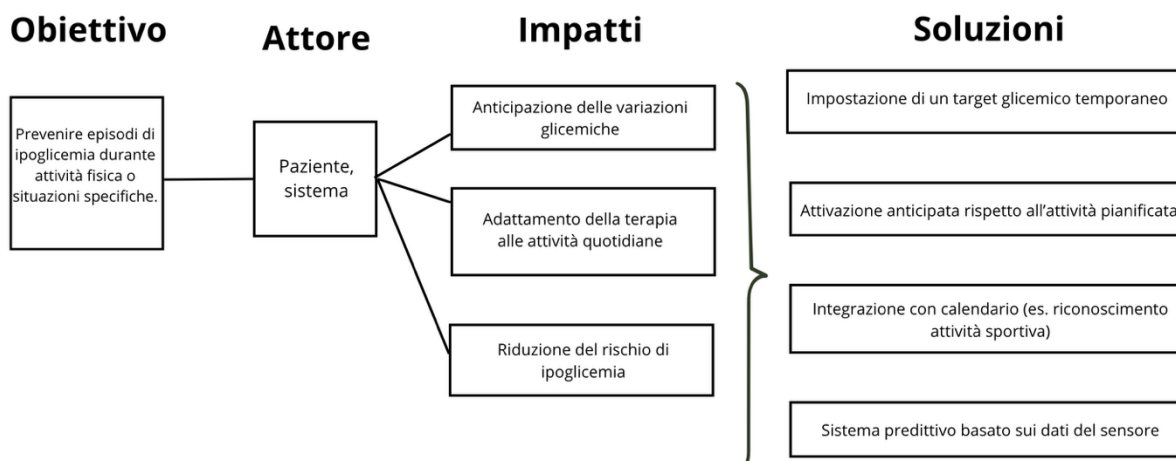 Obiettivo
Attore
Impatti
Soluzioni
Prevenire episodi di
ipoglicemia durante
attività fisica o
situazioni specifiche.
Paziente,
sistema
Anticipazione delle variazioni
glicemiche
Adattamento della terapia
alle attività quotidiane
Riduzione del rischio di
ipoglicemia
Impostazione di un target glicemico temporaneo
Attivazione anticipata rispetto all'attività pianificata
Integrazione con calendario (es. riconoscimento
attività sportiva)
Sistema predittivo basato sui dati del sensore